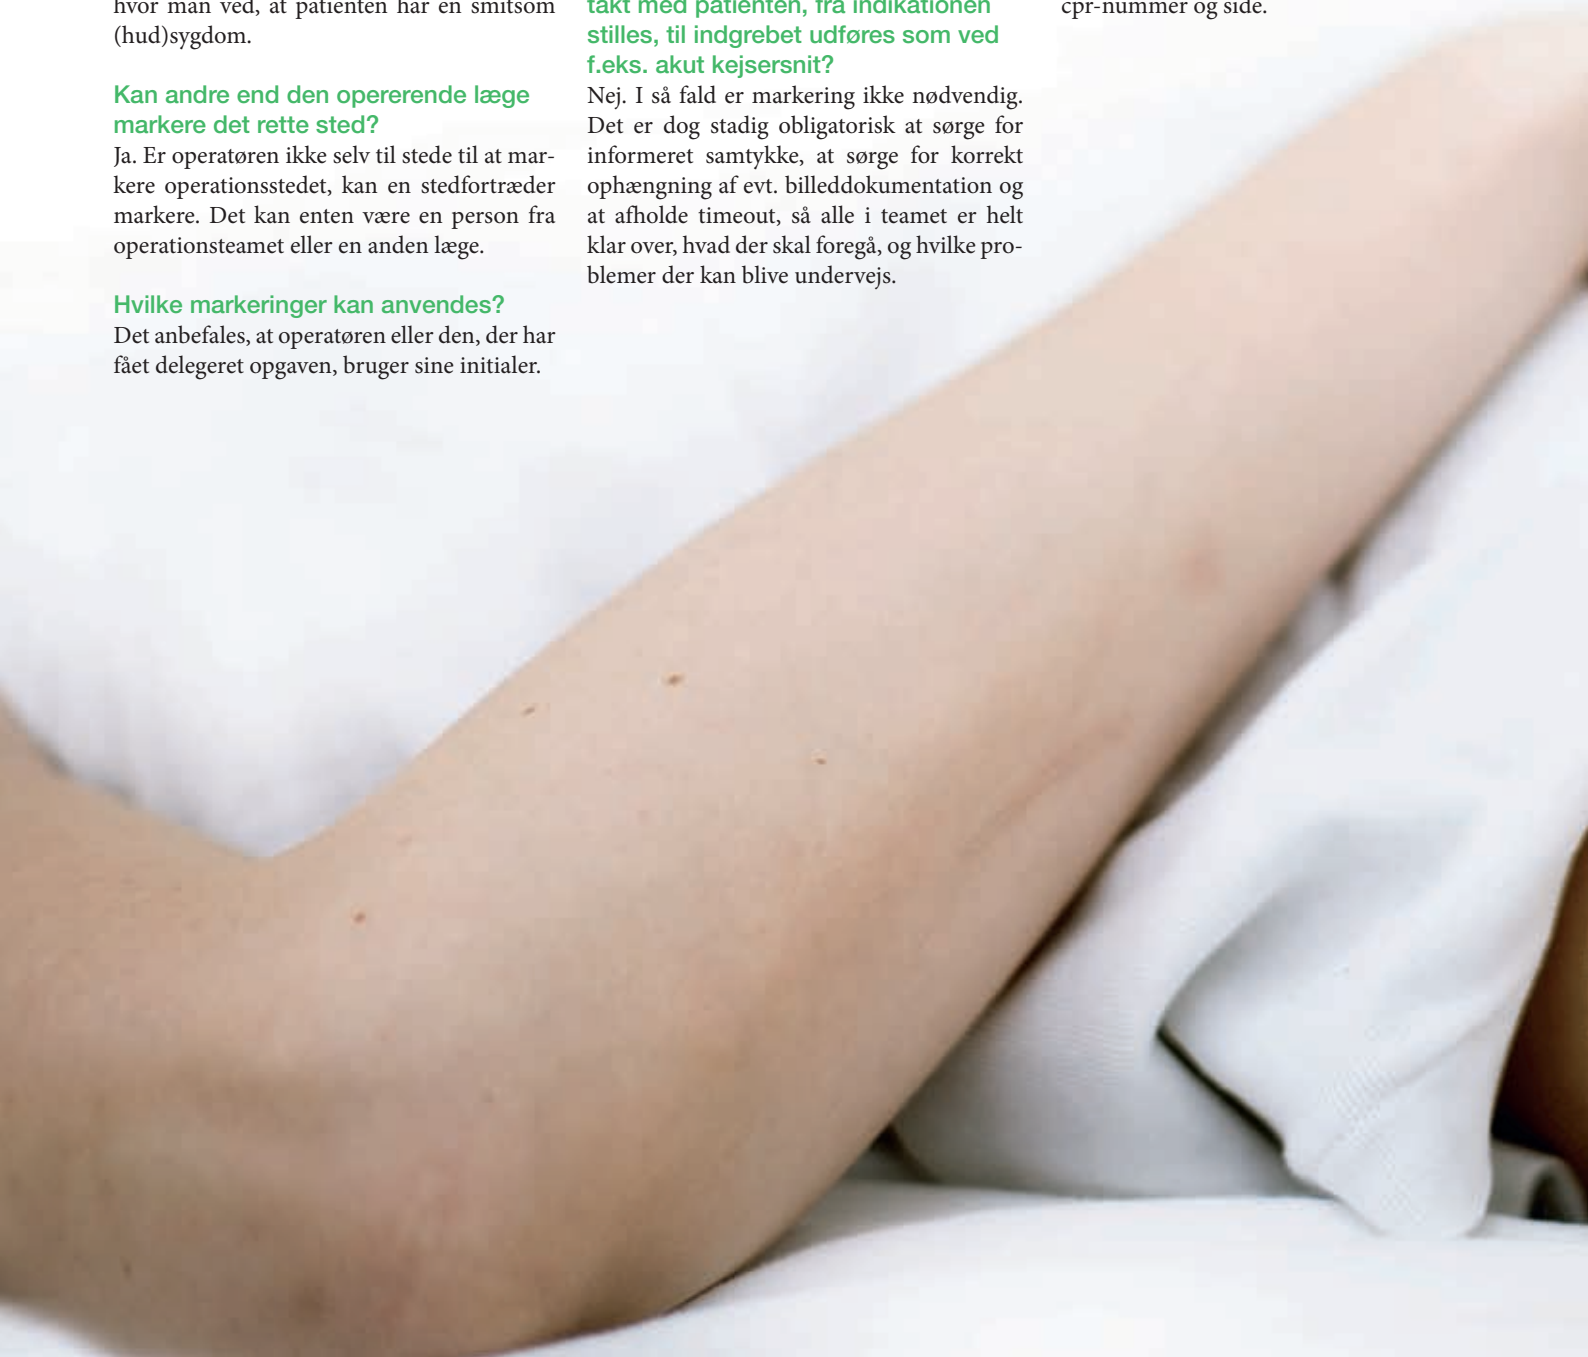 hvor man ved, at patienten har en smitsom
(hud)sygdom.
Kan andre end den opererende læge
markere det rette sted?
Ja. Er operatøren ikke selv til stede til at mar-
kere operationsstedet, kan en stedfortræder
markere. Det kan enten være en person fra
operationsteamet eller en anden læge.
Hvilke markeringer kan anvendes?
Det anbefales, at operatøren eller den, der har
fået delegeret opgaven, bruger sine initialer.
takt med patienten, fra indikationen
stilles, til indgrebet udføres som ved
f.eks. akut kejsersnit?
Nej. I så fald er markering ikke nødvendig.
Det er dog stadig obligatorisk at sørge for
informeret samtykke, at sørge for korrekt
ophængning af evt. billeddokumentation og
at afholde timeout, så alle i teamet er helt
klar over, hvad der skal foregå, og hvilke pro-
blemer der kan blive undervejs.
cpr-nummer og side.